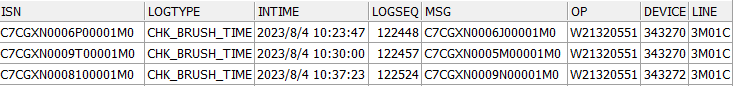 ISN LOGTYPE INTIME LOGSEQ MSG OP DEVICE LINE
C7CGXN0006P00001M0 CHK_BRUSH_TIME 2023/8/4 10:23:47 122448 C7CGXN0006J00001M0 W21320551 343270 3M01C
C7CGXN0009T00001M0 CHK_BRUSH_TIME 2023/8/4 10:30:00 122457 C7CGXN0005M00001M0 W21320551 343270 3M01C
C7CGXN0008100001M0 CHK_BRUSH_TIME 2023/8/4 10:37:23 122524 C7CGXN0009N00001M0 W21320551 343272 3M01C